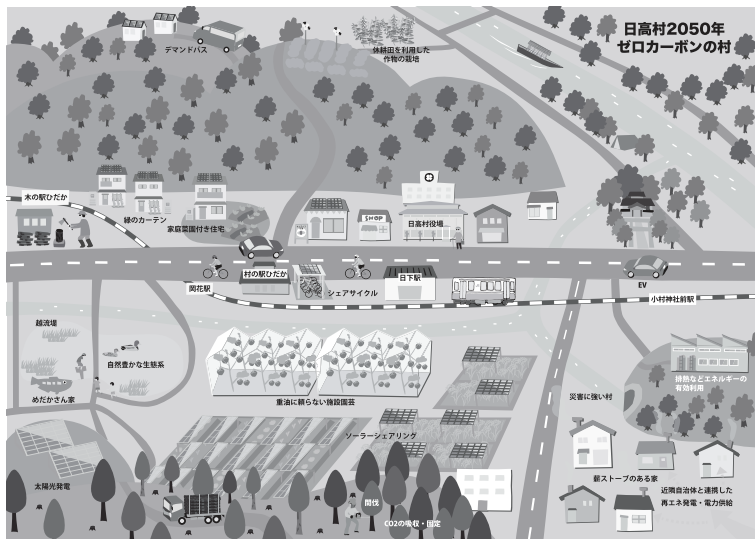 日高村2050年
ゼロカーボンの村
デマンドバス
休耕田を利用した
作物の栽培
木の駅ひだか
緑のカーテン
家庭菜園付き住宅
SHOP
日高村役場
村の駅ひだか
日下駅
岡花駅
シェアサイクル
EV
小村神社前駅
越流堤
自然豊かな生態系
めだかさん家
重油に頼らない施設園芸
排熱などエネルギーの
有効利用
災害に強い村
ソーラーシェアリング
太陽光発電
薪ストーブのある家
近隣自治体と連携した
再エネ発電・電力供給
間伐
CO2の吸収・固定